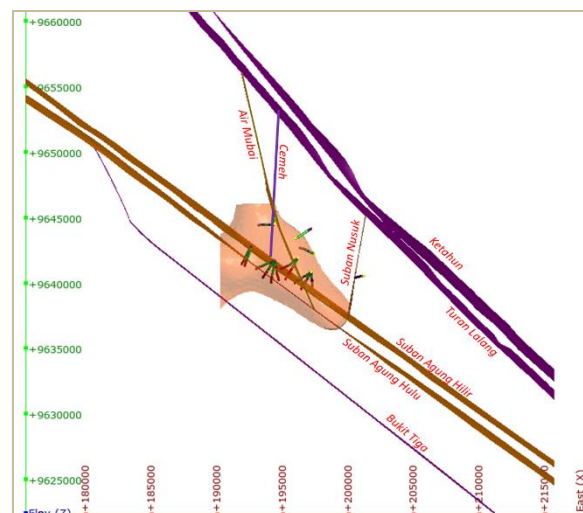 +9660000
+9655000
+9650000
+9645000
+9640000
+9635000
+9630000
+9625000
Air Mubai
Cemeh
Suban Nusuk
Ketahun
Turan Lalang
Suban Agung Hilir
Suban Agung Hulu
Bukit Tiga
+180000
+185000
+190000
+195000
+200000
+205000
+210000
+215000
East (X)
Elev (Z)